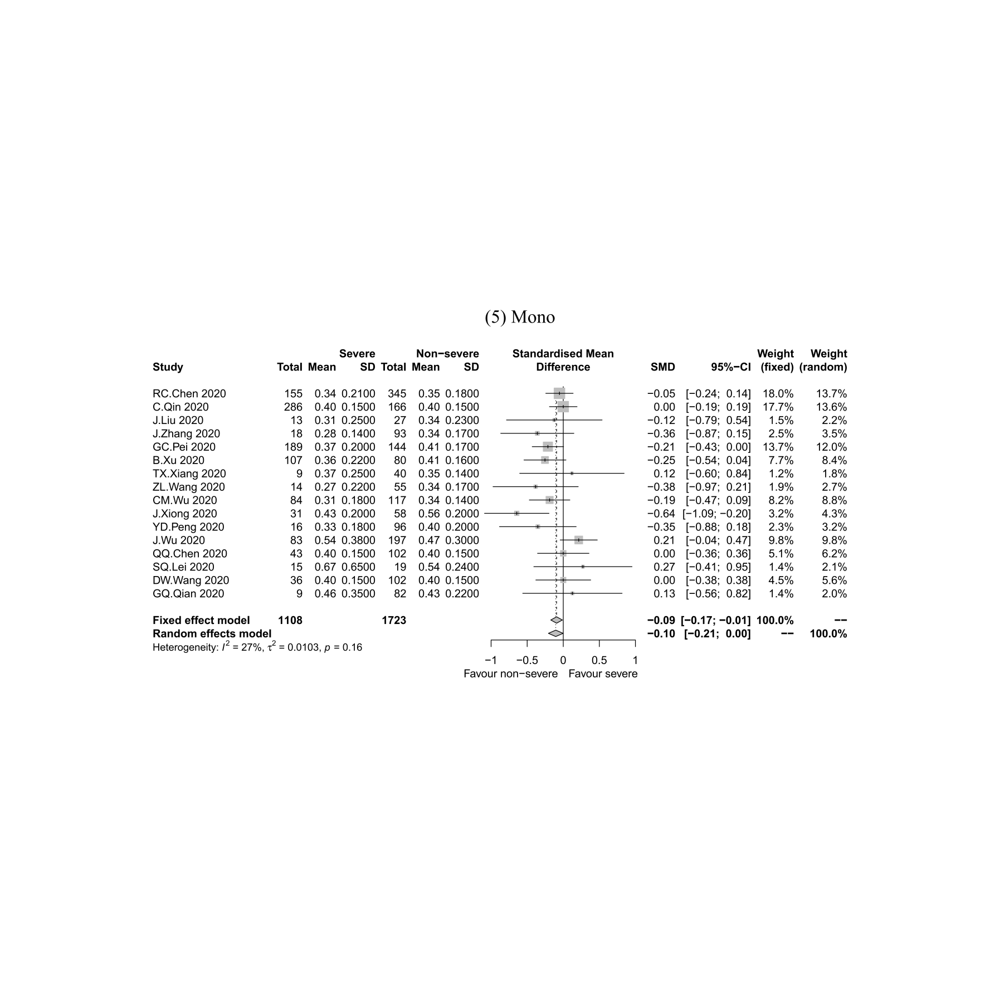 (5) Mono
Severe Non−severe Standardised Mean Weight Weight
Study Total Mean SD Total Mean SD Difference SMD 95%−CI (fixed) (random)
RC.Chen 2020 155 0.34 0.2100 345 0.35 0.1800 −0.05 [−0.24; 0.14] 18.0% 13.7%
C.Qin 2020 286 0.40 0.1500 166 0.40 0.1500 0.00 [−0.19; 0.19] 17.7% 13.6%
J.Liu 2020 13 0.31 0.2500 27 0.34 0.2300 −0.12 [−0.79; 0.54] 1.5% 2.2%
J.Zhang 2020 18 0.28 0.1400 93 0.34 0.1700 −0.36 [−0.87; 0.15] 2.5% 3.5%
GC.Pei 2020 189 0.37 0.2000 144 0.41 0.1700 −0.21 [−0.43; 0.00] 13.7% 12.0%
B.Xu 2020 107 0.36 0.2200 80 0.41 0.1600 −0.25 [−0.54; 0.04] 7.7% 8.4%
TX.Xiang 2020 9 0.37 0.2500 40 0.35 0.1400 0.12 [−0.60; 0.84] 1.2% 1.8%
ZL.Wang 2020 14 0.27 0.2200 55 0.34 0.1700 −0.38 [−0.97; 0.21] 1.9% 2.7%
CM.Wu 2020 84 0.31 0.1800 117 0.34 0.1400 −0.19 [−0.47; 0.09] 8.2% 8.8%
J.Xiong 2020 31 0.43 0.2000 58 0.56 0.2000 −0.64 [−1.09; −0.20] 3.2% 4.3%
YD.Peng 2020 16 0.33 0.1800 96 0.40 0.2000 −0.35 [−0.88; 0.18] 2.3% 3.2%
J.Wu 2020 83 0.54 0.3800 197 0.47 0.3000 0.21 [−0.04; 0.47] 9.8% 9.8%
QQ.Chen 2020 43 0.40 0.1500 102 0.40 0.1500 0.00 [−0.36; 0.36] 5.1% 6.2%
SQ.Lei 2020 15 0.67 0.6500 19 0.54 0.2400 0.27 [−0.41; 0.95] 1.4% 2.1%
DW.Wang 2020 36 0.40 0.1500 102 0.40 0.1500 0.00 [−0.38; 0.38] 4.5% 5.6%
GQ.Qian 2020 9 0.46 0.3500 82 0.43 0.2200 0.13 [−0.56; 0.82] 1.4% 2.0%
Fixed effect model 1108 1723 −0.09 [−0.17; −0.01] 100.0% −−
Random effects model −0.10 [−0.21; 0.00] −− 100.0%
Heterogeneity: I² = 27%, τ² = 0.0103, p = 0.16
−1 −0.5 0 0.5 1
Favour non−severe Favour severe